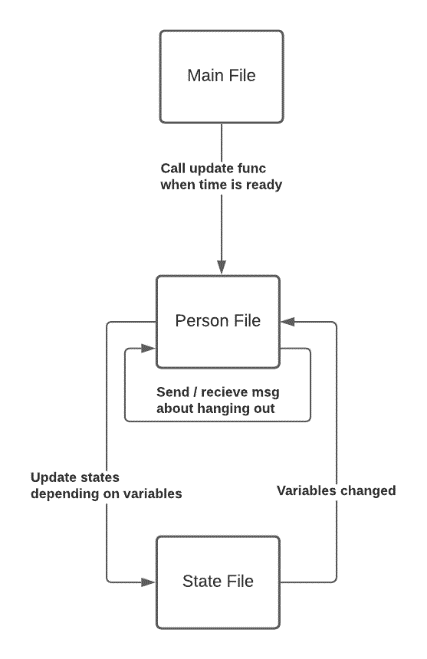 Main File
Call update func
when time is ready
Person File
Send / recieve msg
about hanging out
Update states
depending on variables
Variables changed
State File